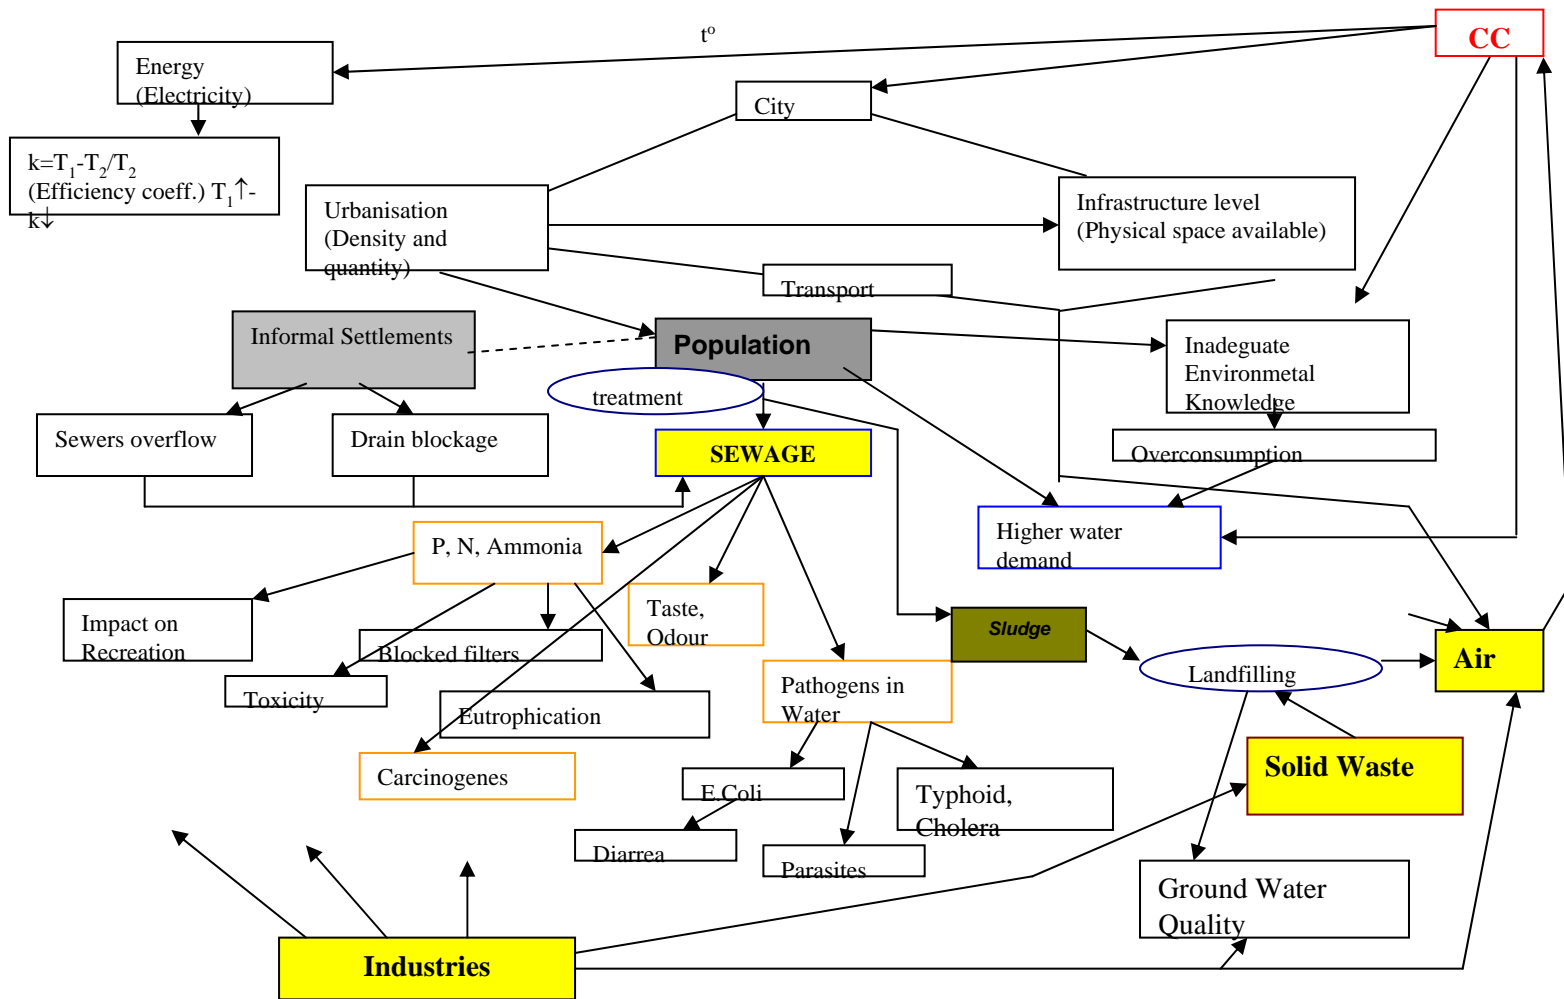 CC
tº
Energy
(Electricity)
City
k=T₁-T₂/T₂
(Efficiency coeff.) T₁↑-
k↓
Urbanisation
(Density and
quantity)
Infrastructure level
(Physical space available)
Transport
Informal Settlements
Population
Inadeguate
Environmetal
Knowledge
treatment
Sewers overflow
Drain blockage
SEWAGE
Overconsumption
Higher water
demand
P, N, Ammonia
Impact on
Recreation
Blocked filters
Taste,
Odour
Sludge
Air
Toxicity
Eutrophication
Pathogens in
Water
Landfilling
Carcinogenes
E.Coli
Typhoid,
Cholera
Solid Waste
Diarrea
Parasites
Ground Water
Quality
Industries